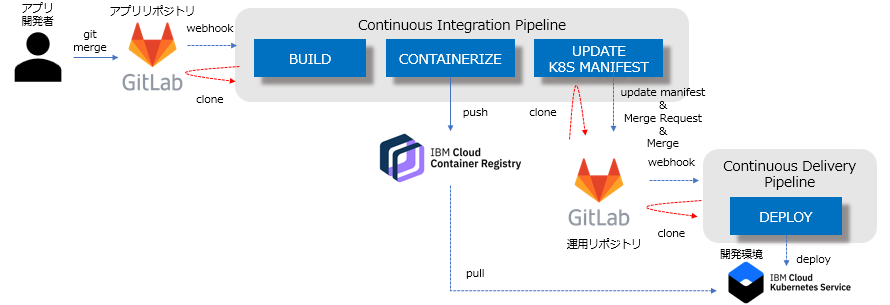 アプリ
開発者
git
merge
アプリリポジトリ
GitLab
webhook
clone
Continuous Integration Pipeline
BUILD
CONTAINERIZE
UPDATE
K8S MANIFEST
push
clone
update manifest
&
Merge Request
&
Merge
IBM Cloud
Container Registry
GitLab
運用リポジトリ
webhook
clone
Continuous Delivery
Pipeline
DEPLOY
pull
開発環境
deploy
IBM Cloud
Kubernetes Service